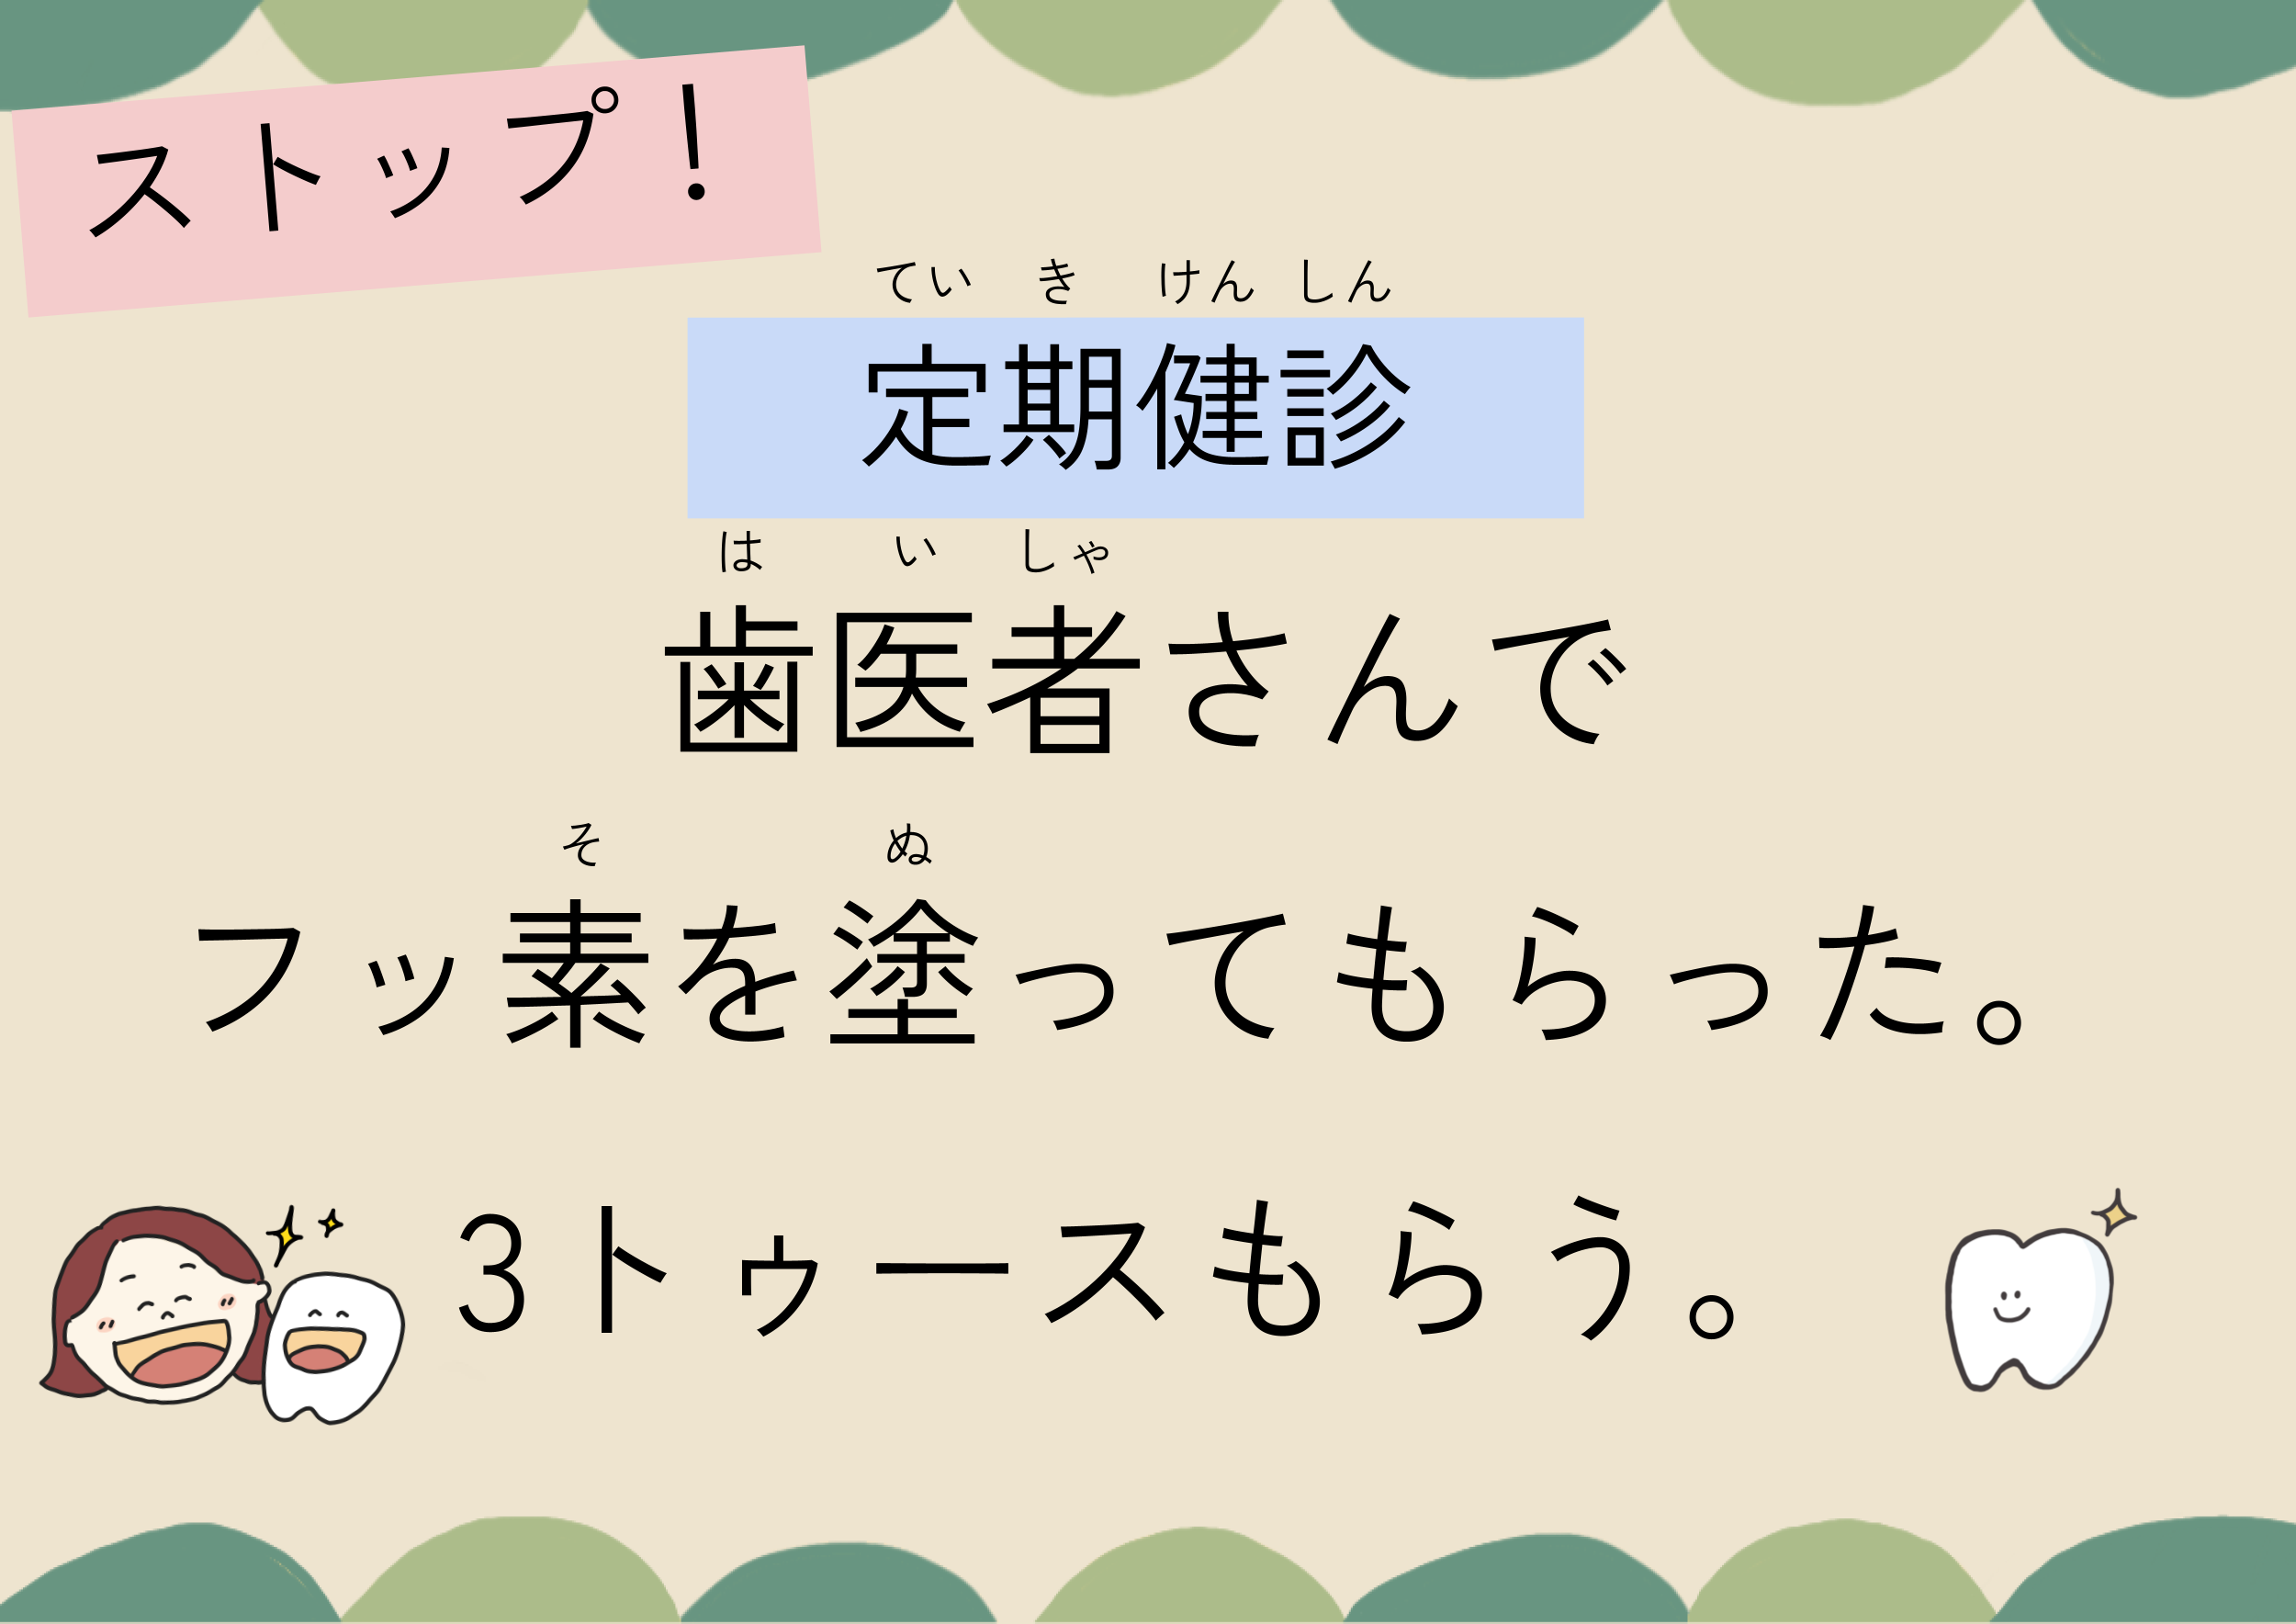 ストップ！
てい き けん しん
定期健診
は い しゃ
歯医者さんで
そ ぬ
フッ素を塗ってもらった。
3トゥースもらう。